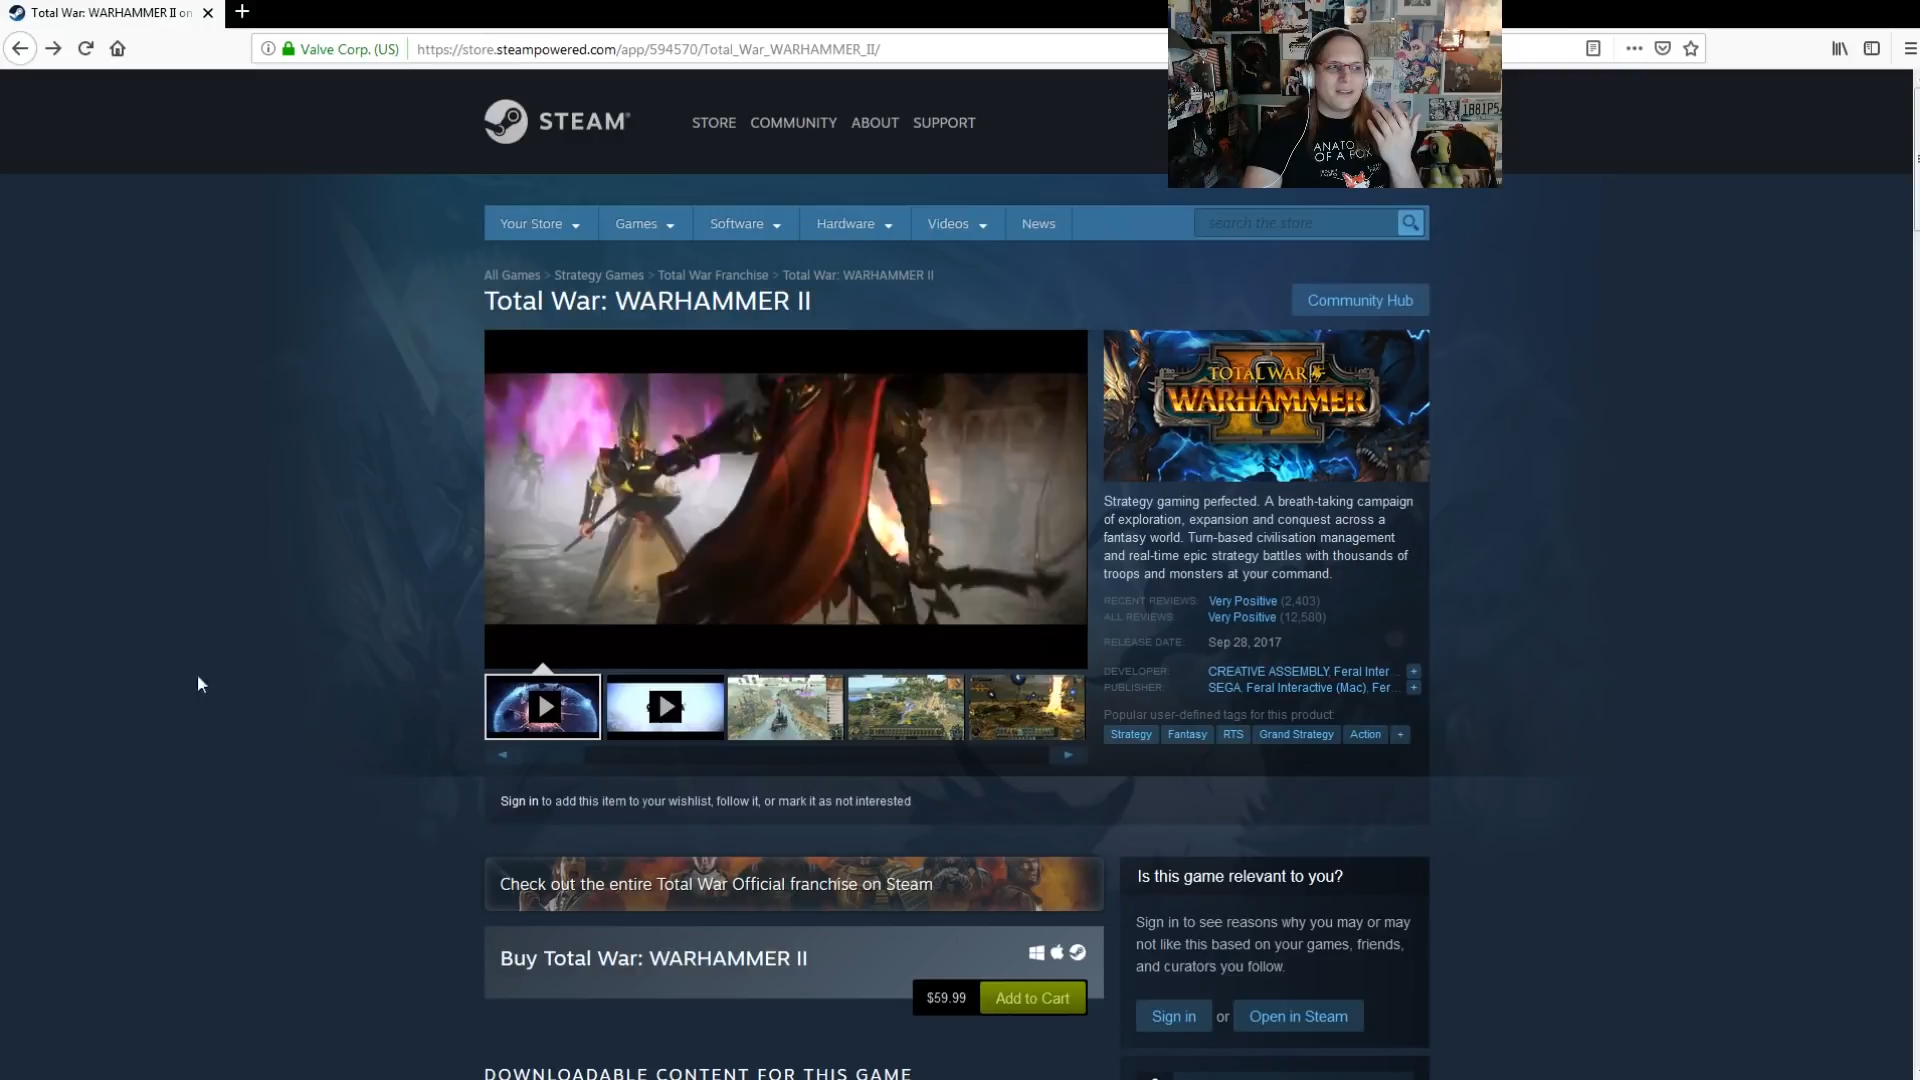 Total War: WARHAMMER II on
Valve Corp. (US)
https://store.steampowered.com/app/594570/Total_War_WARHAMMER_II/
1881P5
ANATO
OF A FOX
STEAM
STORE COMMUNITY ABOUT SUPPORT
Your Store Games Software Hardware Videos News search the store
All Games > Strategy Games > Total War Franchise > Total War: WARHAMMER II
Total War: WARHAMMER II
Community Hub
TOTAL WAR
WARHAMMER
II
Strategy gaming perfected. A breath-taking campaign
of exploration, expansion and conquest across a
fantasy world. Turn-based civilisation management
and real-time epic strategy battles with thousands of
troops and monsters at your command.
RECENT REVIEWS: Very Positive (2,403)
ALL REVIEWS: Very Positive (12,580)
RELEASE DATE: Sep 28, 2017
DEVELOPER: CREATIVE ASSEMBLY, Feral Inter... +
PUBLISHER: SEGA, Feral Interactive (Mac), Fer... +
Popular user-defined tags for this product:
Strategy Fantasy RTS Grand Strategy Action +
Sign in to add this item to your wishlist, follow it, or mark it as not interested
Check out the entire Total War Official franchise on Steam
Is this game relevant to you?
Sign in to see reasons why you may or may
not like this based on your games, friends,
and curators you follow.
Sign in or Open in Steam
Buy Total War: WARHAMMER II
$59.99 Add to Cart
DOWNLOADABLE CONTENT FOR THIS GAME